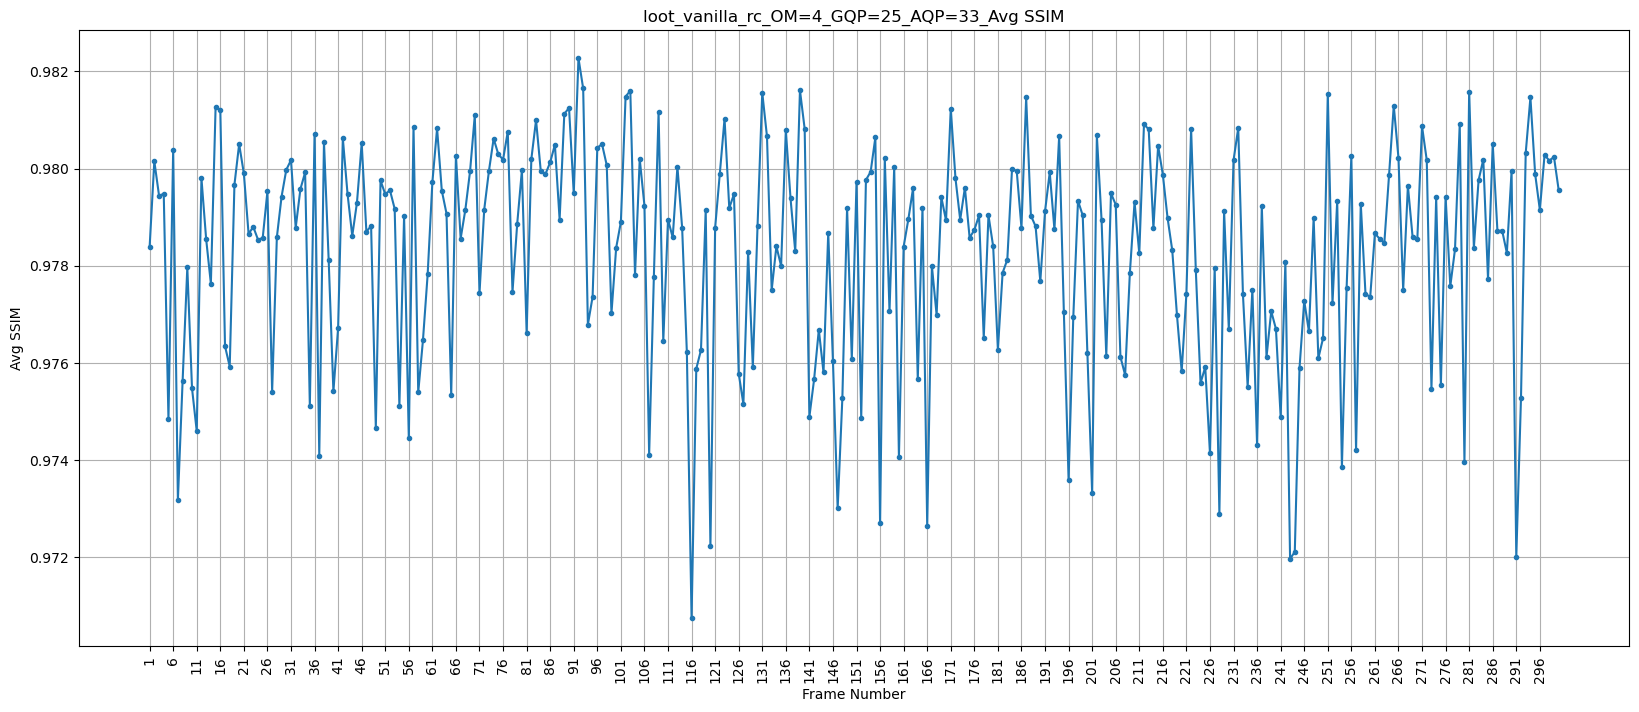 loot_vanilla_rc_OM=4_GQP=25_AQP=33_Avg SSIM
Avg SSIM
0.982
0.980
0.978
0.976
0.974
0.972
1 6 11 16 21 26 31 36 41 46 51 56 61 66 71 76 81 86 91 96 101 106 111 116 121 126 131 136 141 146 151 156 161 166 171 176 181 186 191 196 201 206 211 216 221 226 231 236 241 246 251 256 261 266 271 276 281 286 291 296
Frame Number